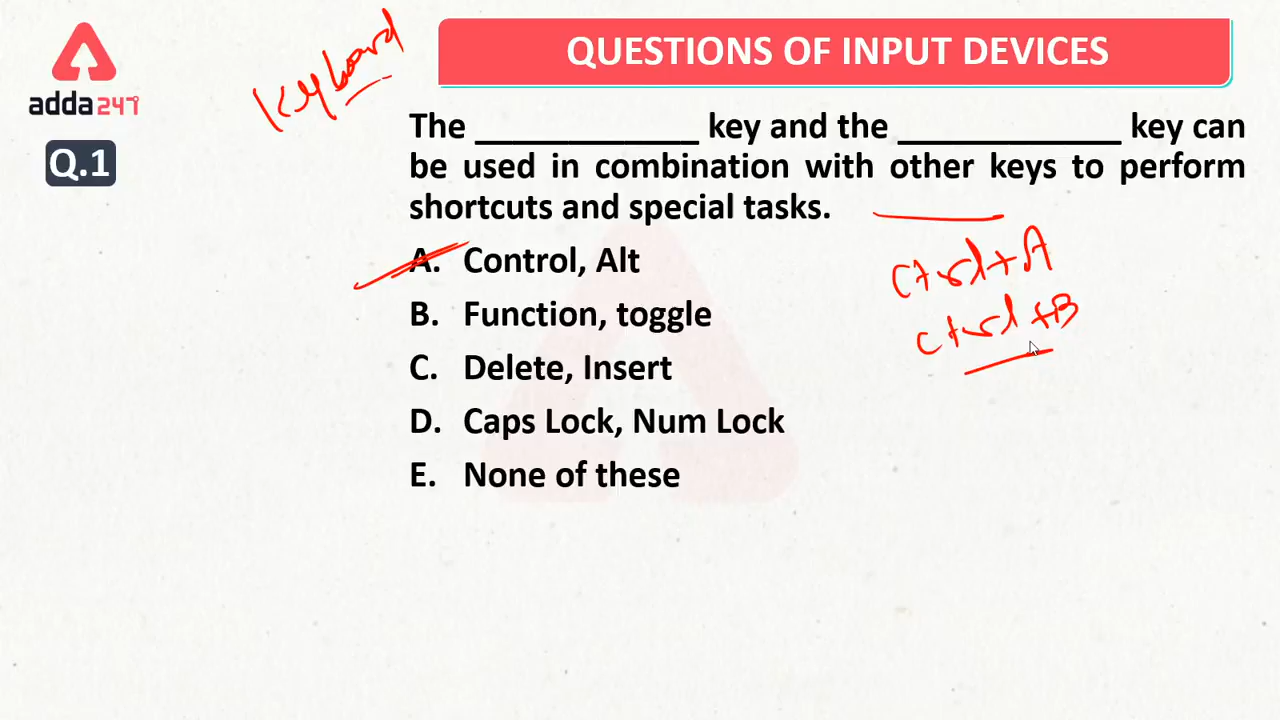 Keyboard
QUESTIONS OF INPUT DEVICES
adda247
Q.1
The _____________ key and the _____________ key can
be used in combination with other keys to perform
shortcuts and special tasks.
A. Control, Alt
B. Function, toggle
C. Delete, Insert
D. Caps Lock, Num Lock
E. None of these
Ctrl+A
Ctrl+B